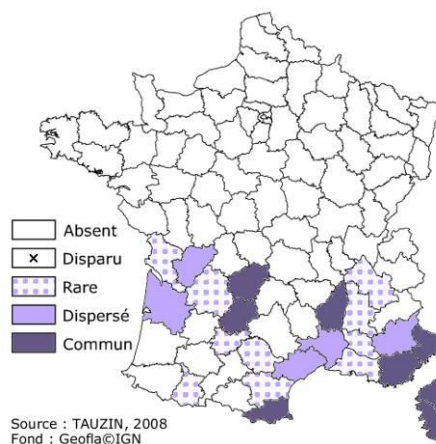 Absent
x Disparu
Rare
Dispersé
Commun
Source : TAUZIN, 2008
Fond : Geofla©IGN